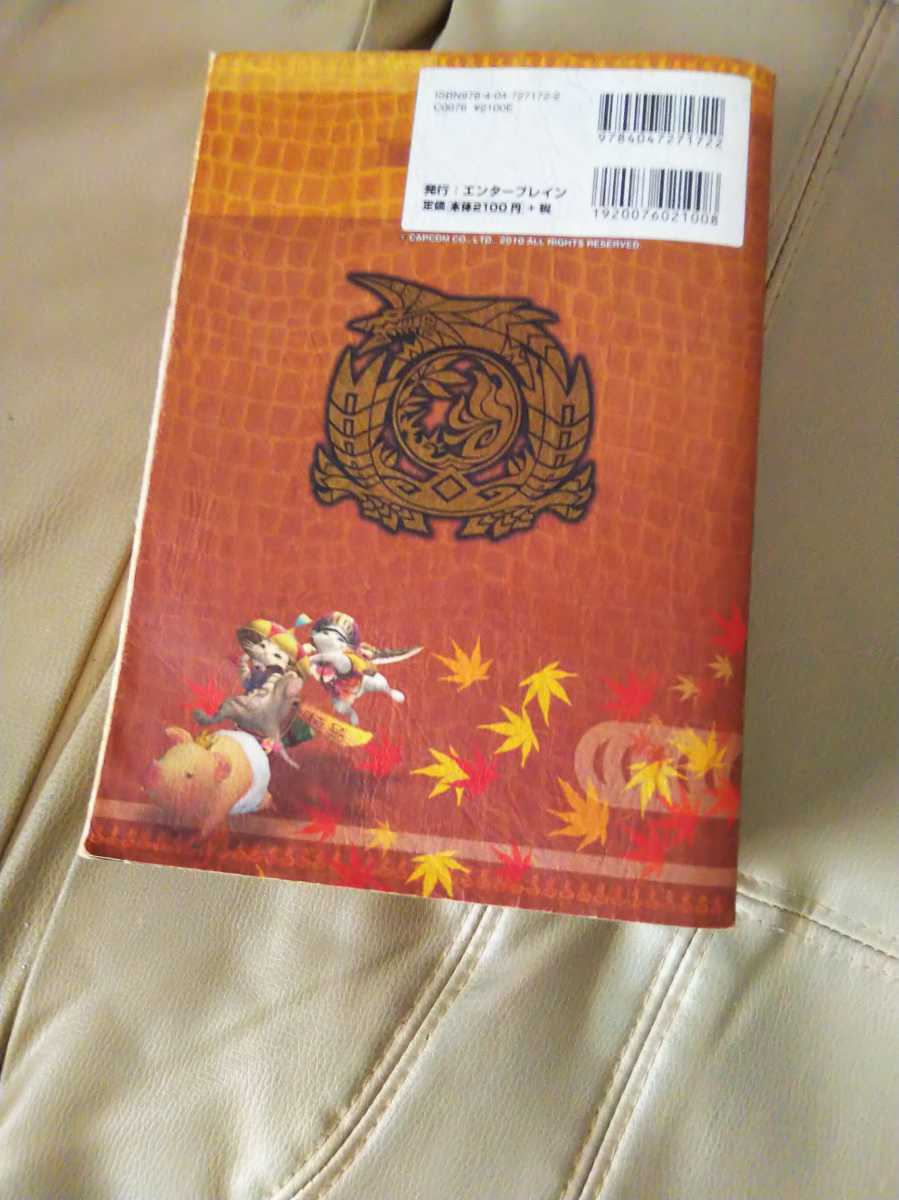 ISBN978-4-04-727172-2
C0076 ¥2100E
発行：エンターブレイン
定価 本体2100円 +税
9784047271722
1920076021008
CAPCOM CO., LTD. 2010 ALL RIGHTS RESERVED.